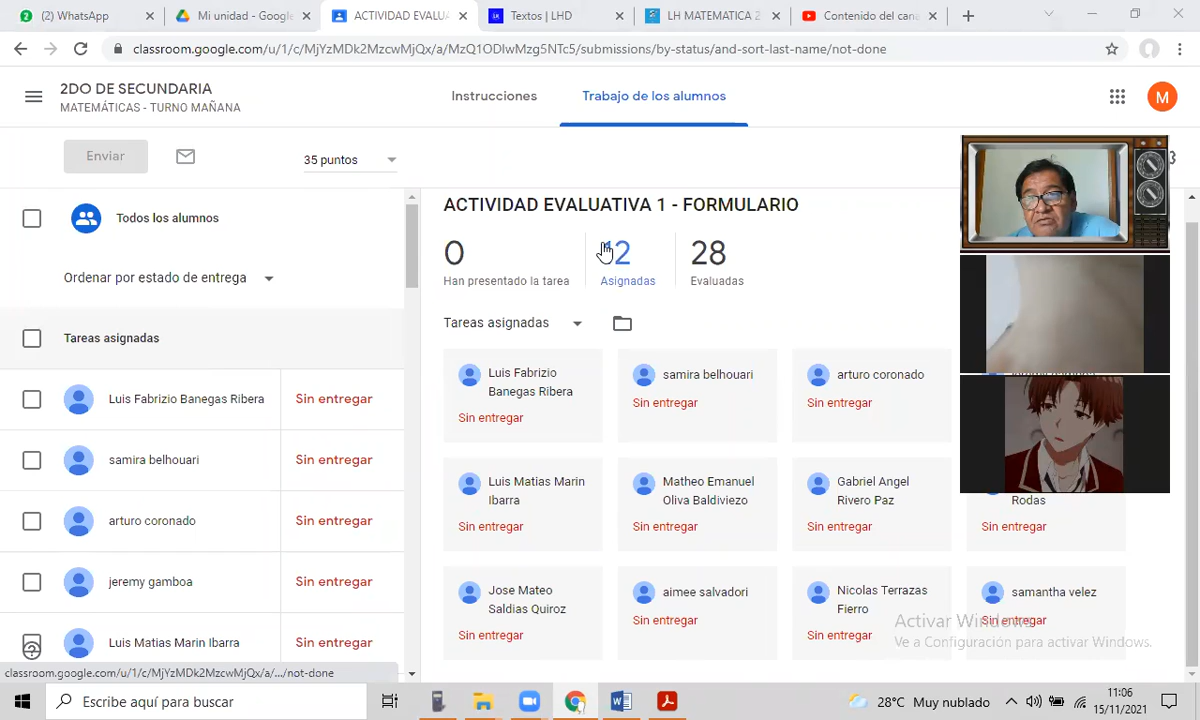 (2) WhatsApp
Mi unidad - Google
ACTIVIDAD EVALUA
Textos | LHD
LH MATEMATICA 2
Contenido del cana
classroom.google.com/u/1/c/MjYzMDk2MzcwMjQx/a/MzQ1ODIwMzg5NTc5/submissions/by-status/and-sort-last-name/not-done
2DO DE SECUNDARIA
MATEMÁTICAS - TURNO MAÑANA
Instrucciones
Trabajo de los alumnos
M
Enviar
35 puntos
Todos los alumnos
Ordenar por estado de entrega
Tareas asignadas
Luis Fabrizio Banegas Ribera Sin entregar
samira belhouari Sin entregar
arturo coronado Sin entregar
jeremy gamboa Sin entregar
Luis Matias Marin Ibarra Sin entregar
classroom.google.com/u/1/c/MjYzMDk2MzcwMjQx/a/.../not-done
ACTIVIDAD EVALUATIVA 1 - FORMULARIO
0 12 28
Han presentado la tarea Asignadas Evaluadas
Tareas asignadas
Luis Fabrizio
Banegas Ribera
Sin entregar
samira belhouari
Sin entregar
arturo coronado
Sin entregar
Luis Matias Marin
Ibarra
Sin entregar
Matheo Emanuel
Oliva Baldiviezo
Sin entregar
Gabriel Angel
Rivero Paz
Sin entregar
Rodas
Sin entregar
Jose Mateo
Saldias Quiroz
Sin entregar
aimee salvadori
Sin entregar
Nicolas Terrazas
Fierro
Sin entregar
samantha velez
Sin entregar
Activar Windows
Ve a Configuración para activar Windows.
Escribe aquí para buscar
28°C Muy nublado
11:06
15/11/2021